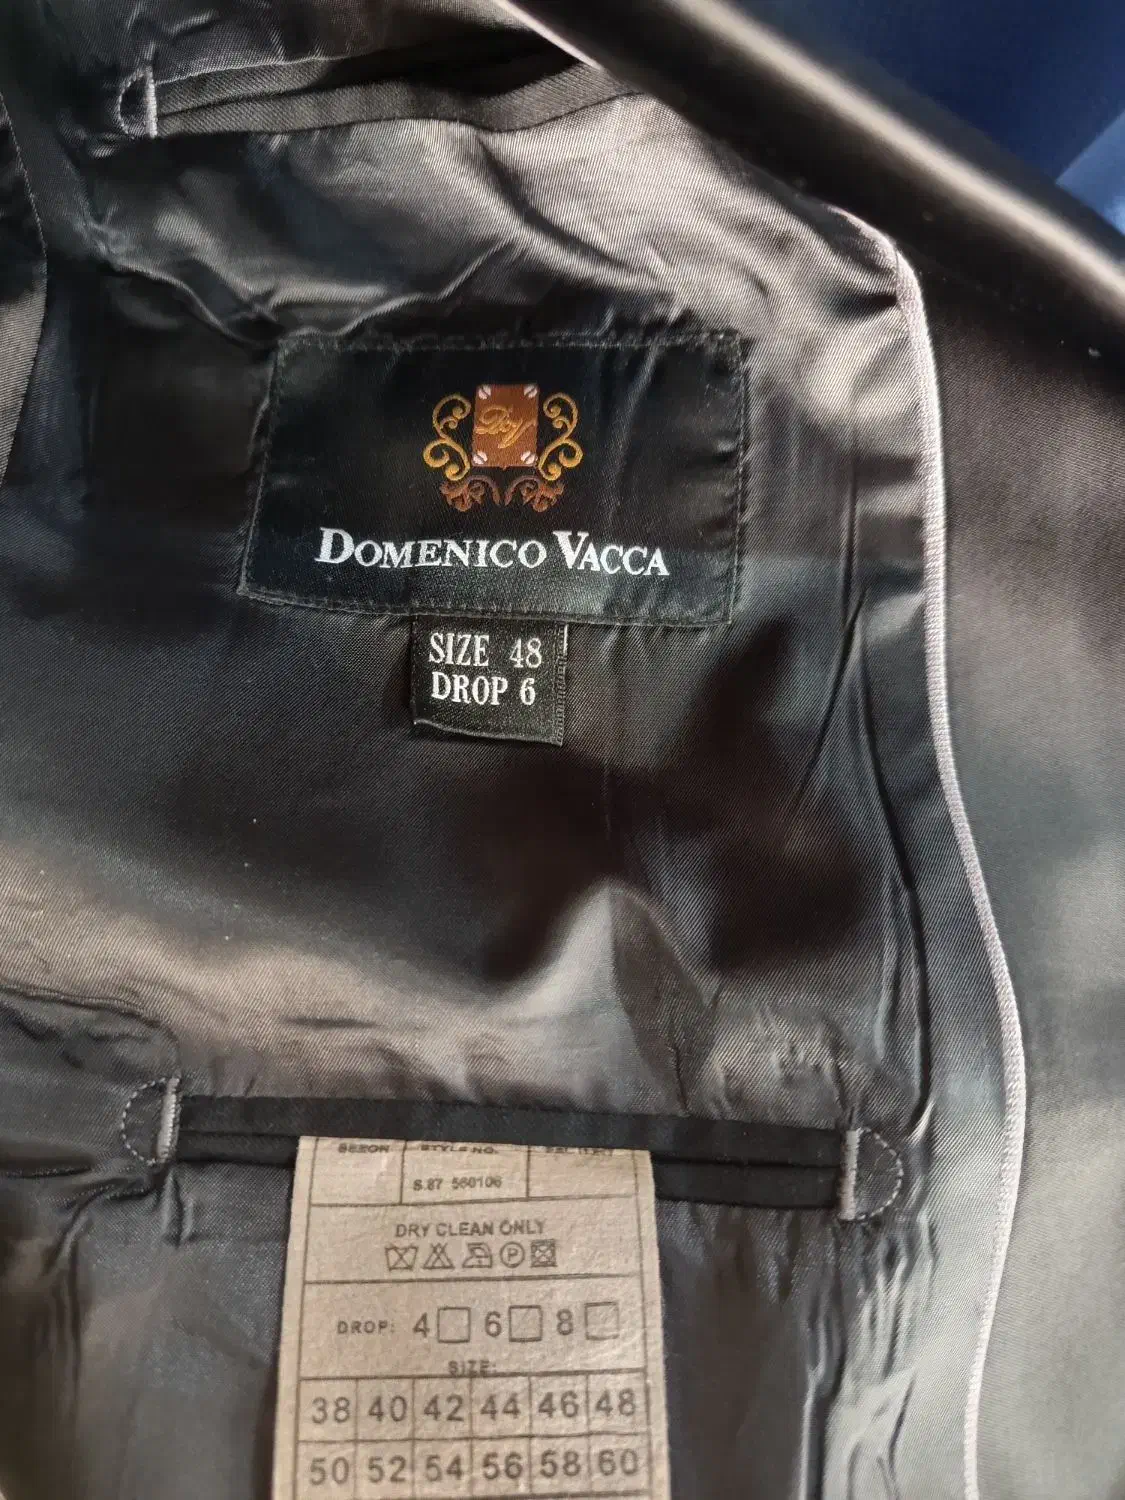 DV
DOMENICO VACCA
SIZE 48
DROP 6
STYLE NO.
S.87 560106
DRY CLEAN ONLY
P
DROP: 4 6 8
SIZE:
38 40 42 44 46 48
50 52 54 56 58 60